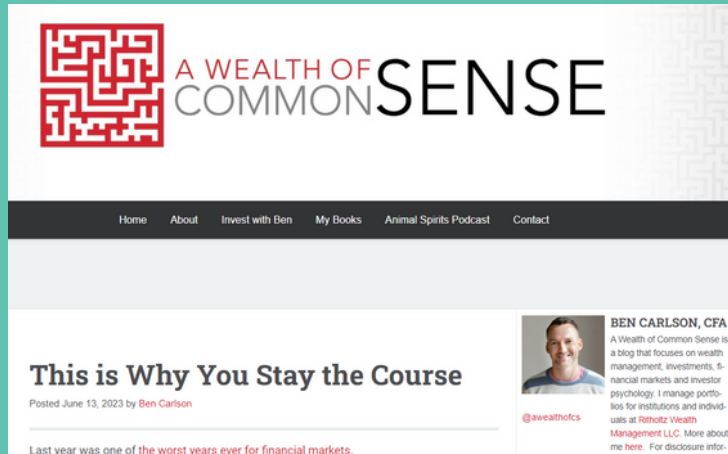 A WEALTH OF
COMMONSENSE
Home About Invest with Ben My Books Animal Spirits Podcast Contact
This is Why You Stay the Course
Posted June 13, 2023 by Ben Carlson
Last year was one of the worst years ever for financial markets.
@awealthofcs
BEN CARLSON, CFA
A Wealth of Common Sense is
a blog that focuses on wealth
management, investments, fi-
nancial markets and investor
psychology. I manage portfo-
lios for institutions and individ-
uals at Ritholtz Wealth
Management LLC. More about
me here. For disclosure infor-